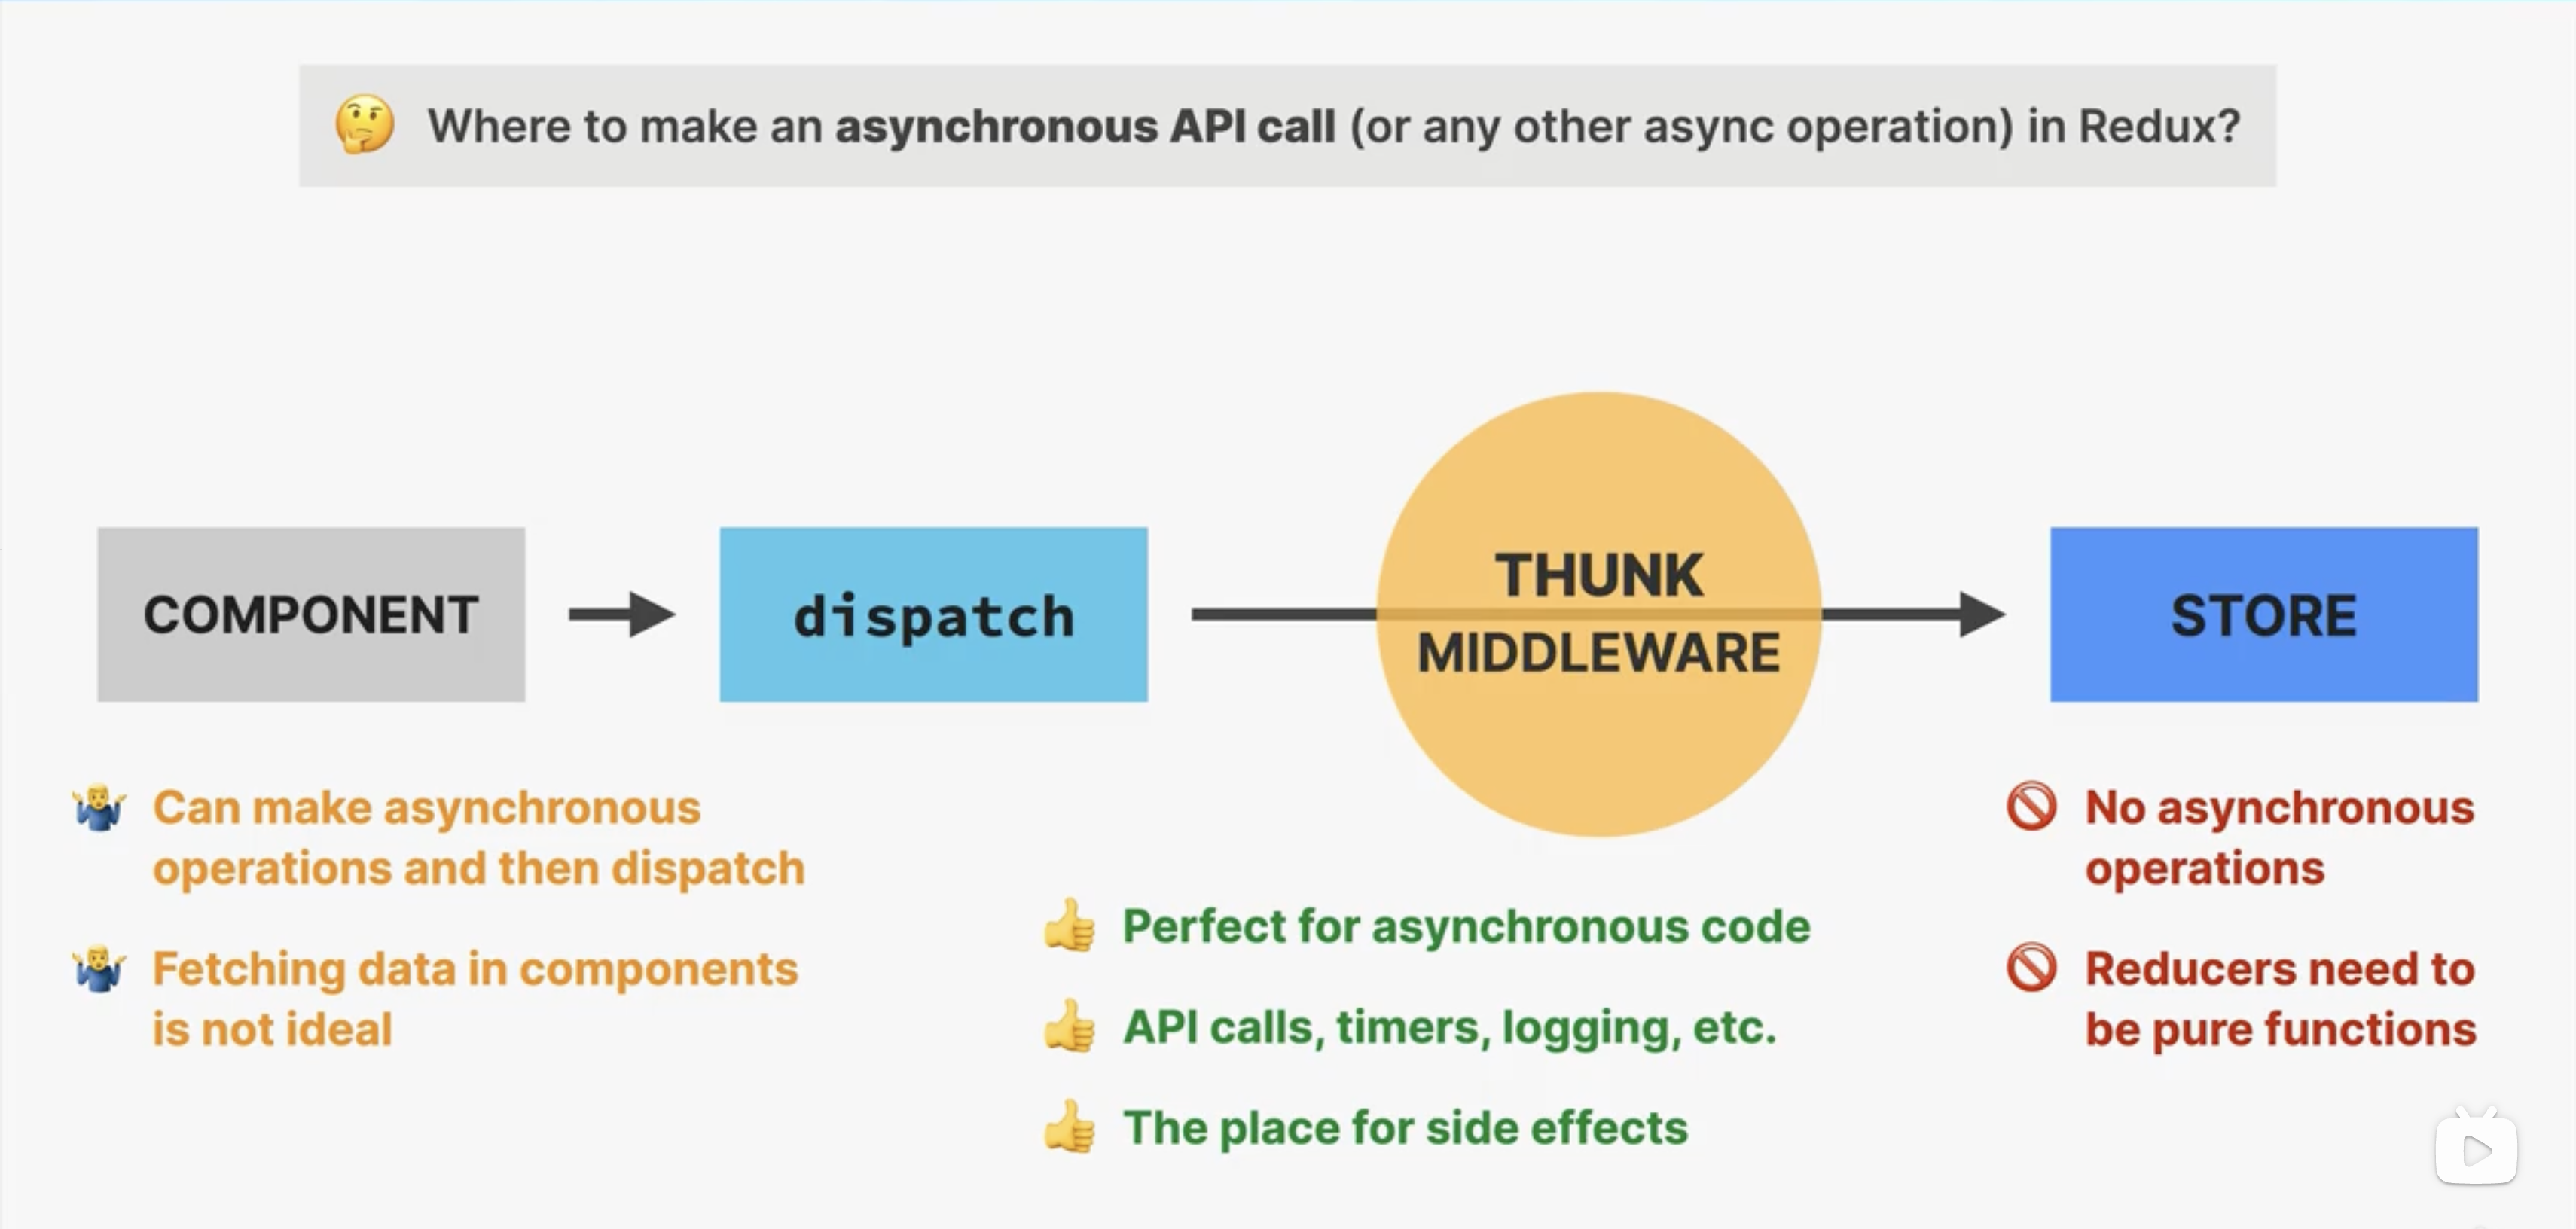 Where to make an asynchronous API call (or any other async operation) in Redux?
COMPONENT
dispatch
THUNK
MIDDLEWARE
STORE
Can make asynchronous
operations and then dispatch
Fetching data in components
is not ideal
Perfect for asynchronous code
API calls, timers, logging, etc.
The place for side effects
No asynchronous
operations
Reducers need to
be pure functions